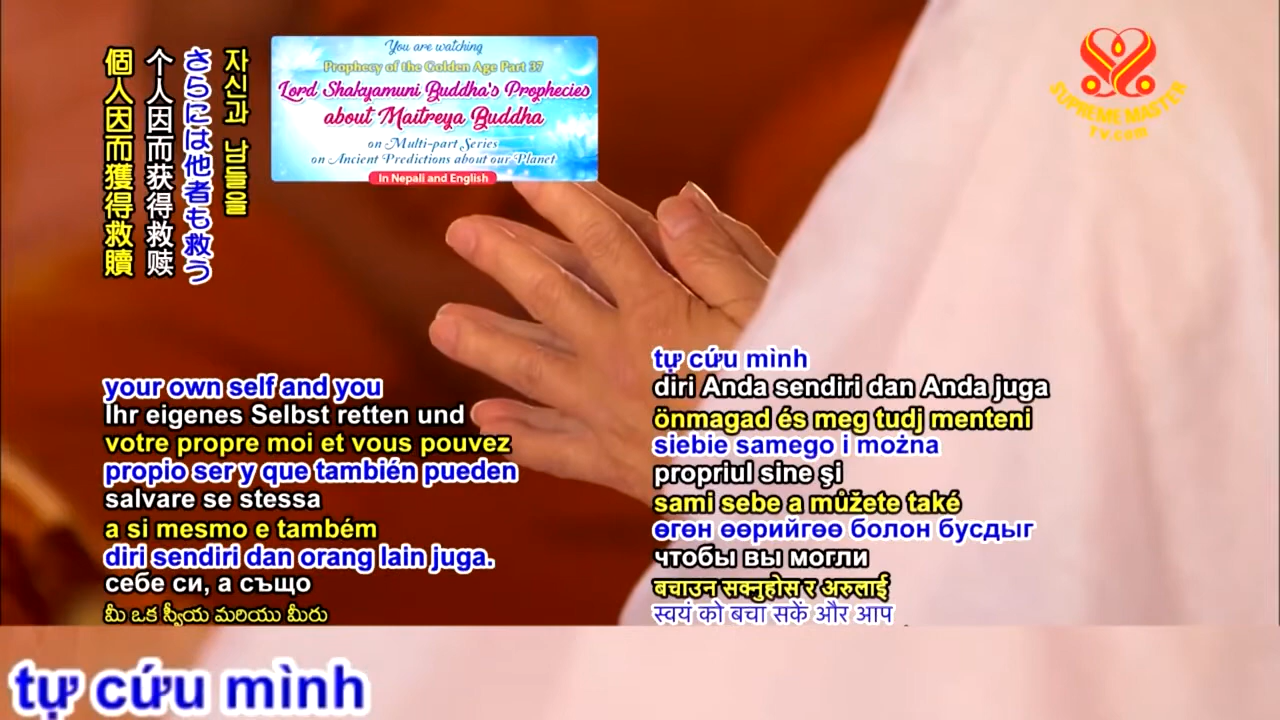 個人因而獲得救贖
个人因而获得救赎
さらには他者も救う
자신과 남들을
You are watching
Prophecy of the Golden Age Part 37
Lord Shakyamuni Buddha's Prophecies
about Maitreya Buddha
on Multi-part Series
on Ancient Predictions about our Planet
In Nepali and English
SUPREME MASTER
TV.com
your own self and you
Ihr eigenes Selbst retten und
votre propre moi et vous pouvez
propio ser y que también pueden
salvare se stessa
a si mesmo e também
diri sendiri dan orang lain juga.
себе си, а също
మీ ఒక స్వీయ మరియు మీరు
tự cứu mình
diri Anda sendiri dan Anda juga
önmagad és meg tudj menteni
siebie samego i można
propriul sine şi
sami sebe a můžete také
өгөн өөрийгөө болон бусдыг
чтобы вы могли
बचाउन सक्नुहोस र अरुलाई
स्वयं को बचा सकें और आप
tự cứu mình